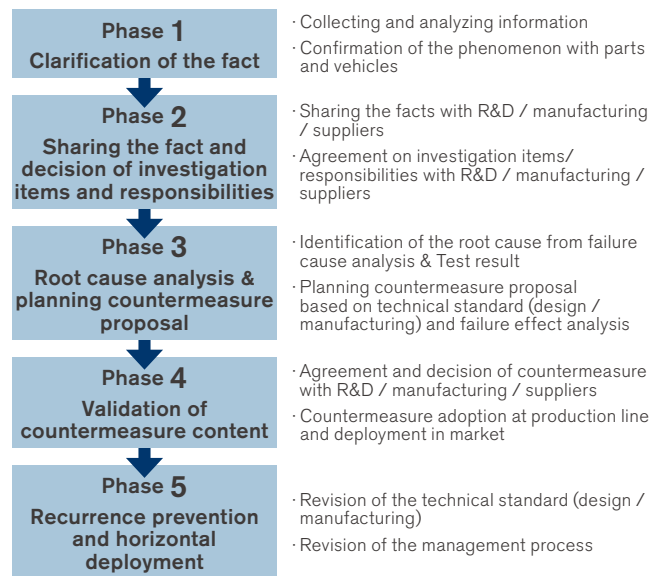 Phase 1
Clarification of the fact
· Collecting and analyzing information
· Confirmation of the phenomenon with parts
and vehicles
Phase 2
Sharing the fact and
decision of investigation
items and responsibilities
· Sharing the facts with R&D / manufacturing
/ suppliers
· Agreement on investigation items/
responsibilities with R&D / manufacturing /
suppliers
Phase 3
Root cause analysis &
planning countermeasure
proposal
· Identification of the root cause from failure
cause analysis & Test result
· Planning countermeasure proposal
based on technical standard (design /
manufacturing) and failure effect analysis
Phase 4
Validation of
countermeasure content
· Agreement and decision of countermeasure
with R&D / manufacturing / suppliers
· Countermeasure adoption at production line
and deployment in market
Phase 5
Recurrence prevention
and horizontal
deployment
· Revision of the technical standard (design /
manufacturing)
· Revision of the management process